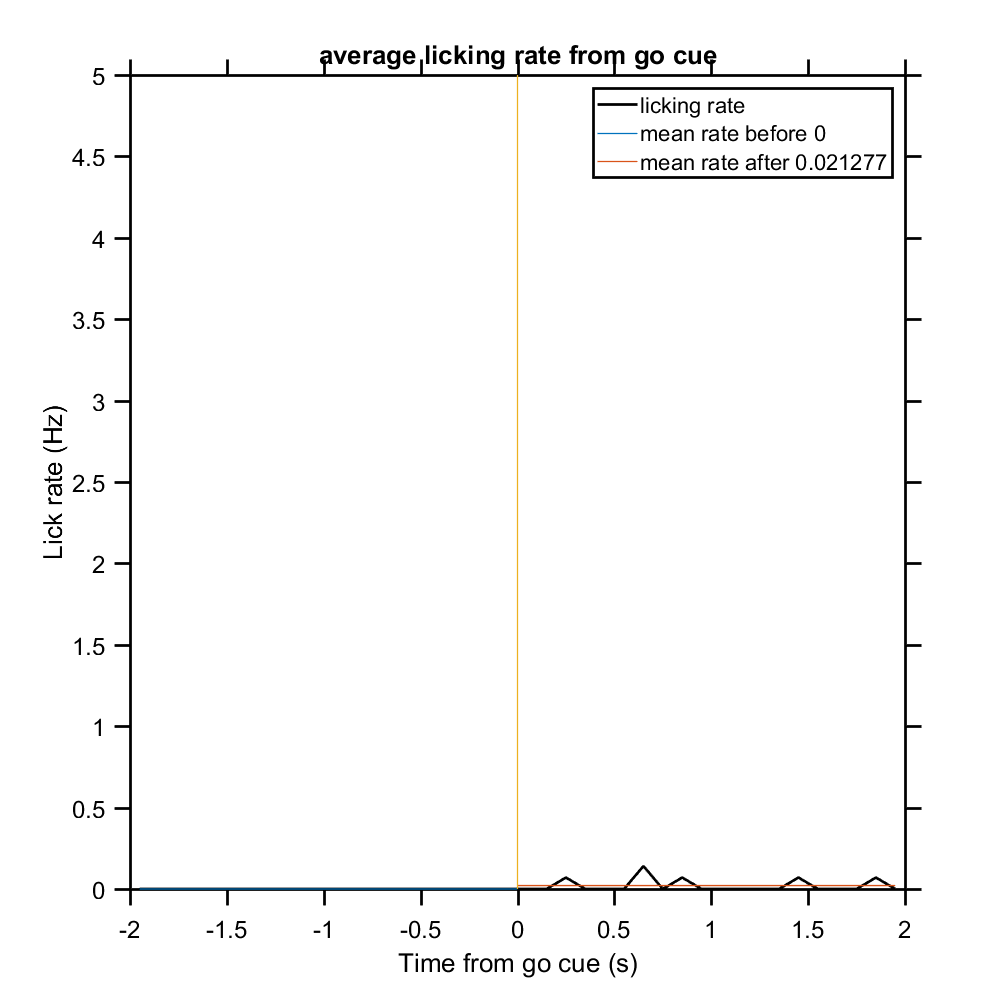 average licking rate from go cue
licking rate
mean rate before 0
mean rate after 0.021277
5
4.5
4
3.5
3
2.5
2
1.5
1
0.5
0
Lick rate (Hz)
-2 -1.5 -1 -0.5 0 0.5 1 1.5 2
Time from go cue (s)